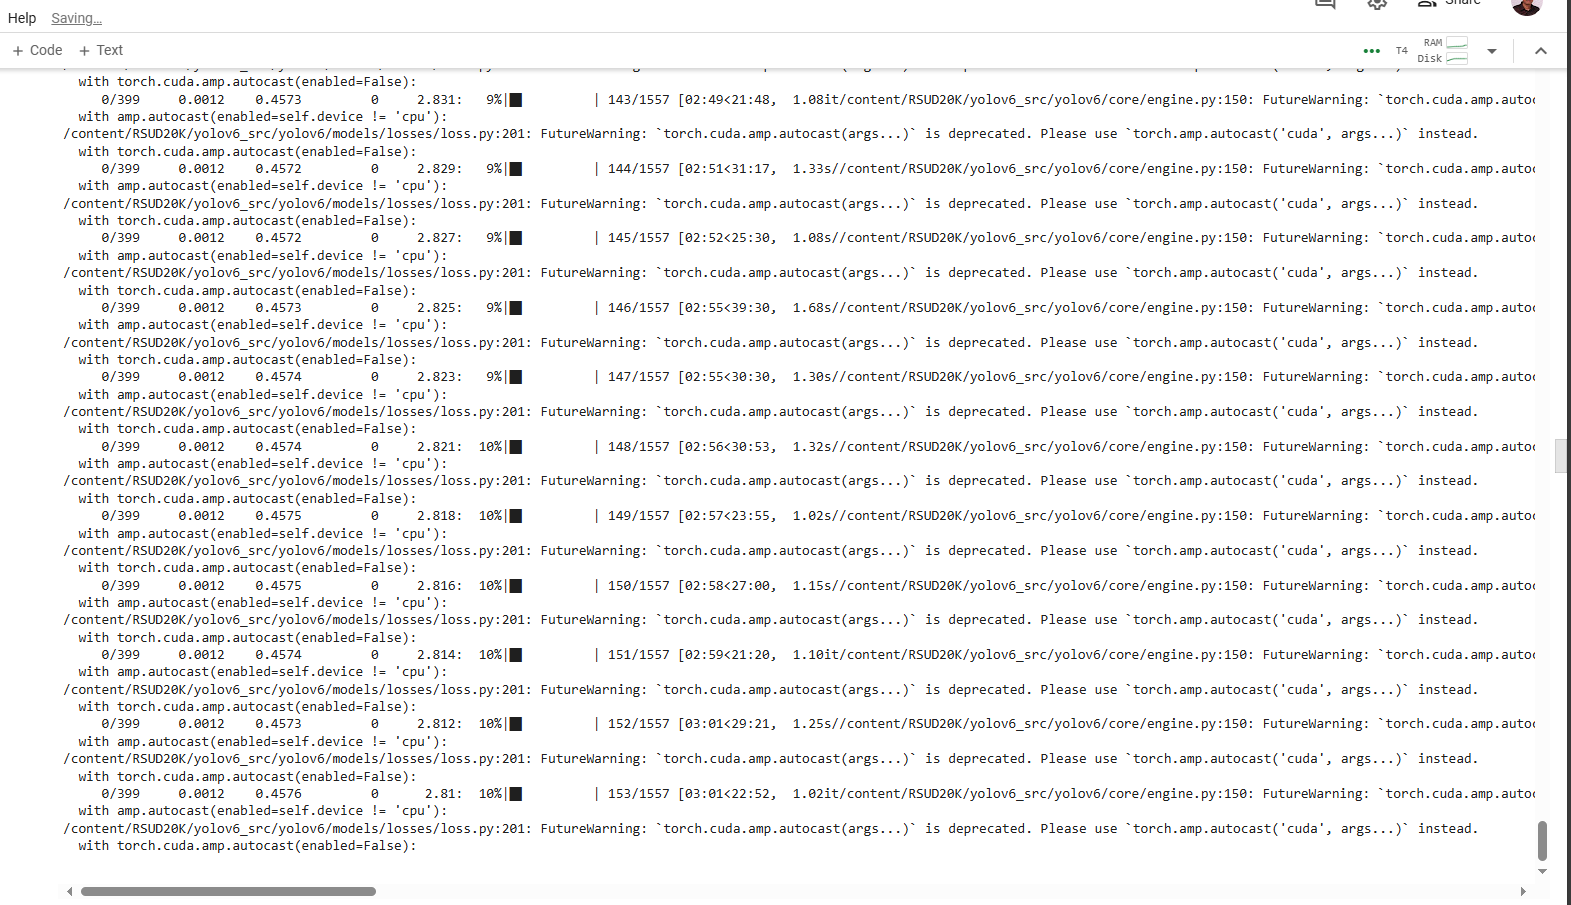 Help Saving... Share
+ Code + Text T4 RAM Disk
with torch.cuda.amp.autocast(enabled=False):
0/399 0.0012 0.4573 0 2.831: 9%| | 143/1557 [02:49<21:48, 1.08it/content/RSUD20K/yolov6_src/yolov6/core/engine.py:150: FutureWarning: `torch.cuda.amp.autoc
with amp.autocast(enabled=self.device != 'cpu'):
/content/RSUD20K/yolov6_src/yolov6/models/losses/loss.py:201: FutureWarning: `torch.cuda.amp.autocast(args...)` is deprecated. Please use `torch.amp.autocast('cuda', args...)` instead.
with torch.cuda.amp.autocast(enabled=False):
0/399 0.0012 0.4572 0 2.829: 9%| | 144/1557 [02:51<31:17, 1.33s//content/RSUD20K/yolov6_src/yolov6/core/engine.py:150: FutureWarning: `torch.cuda.amp.autoc
with amp.autocast(enabled=self.device != 'cpu'):
/content/RSUD20K/yolov6_src/yolov6/models/losses/loss.py:201: FutureWarning: `torch.cuda.amp.autocast(args...)` is deprecated. Please use `torch.amp.autocast('cuda', args...)` instead.
with torch.cuda.amp.autocast(enabled=False):
0/399 0.0012 0.4572 0 2.827: 9%| | 145/1557 [02:52<25:30, 1.08s//content/RSUD20K/yolov6_src/yolov6/core/engine.py:150: FutureWarning: `torch.cuda.amp.autoc
with amp.autocast(enabled=self.device != 'cpu'):
/content/RSUD20K/yolov6_src/yolov6/models/losses/loss.py:201: FutureWarning: `torch.cuda.amp.autocast(args...)` is deprecated. Please use `torch.amp.autocast('cuda', args...)` instead.
with torch.cuda.amp.autocast(enabled=False):
0/399 0.0012 0.4573 0 2.825: 9%| | 146/1557 [02:55<39:30, 1.68s//content/RSUD20K/yolov6_src/yolov6/core/engine.py:150: FutureWarning: `torch.cuda.amp.autoc
with amp.autocast(enabled=self.device != 'cpu'):
/content/RSUD20K/yolov6_src/yolov6/models/losses/loss.py:201: FutureWarning: `torch.cuda.amp.autocast(args...)` is deprecated. Please use `torch.amp.autocast('cuda', args...)` instead.
with torch.cuda.amp.autocast(enabled=False):
0/399 0.0012 0.4574 0 2.823: 9%| | 147/1557 [02:55<30:30, 1.30s//content/RSUD20K/yolov6_src/yolov6/core/engine.py:150: FutureWarning: `torch.cuda.amp.autoc
with amp.autocast(enabled=self.device != 'cpu'):
/content/RSUD20K/yolov6_src/yolov6/models/losses/loss.py:201: FutureWarning: `torch.cuda.amp.autocast(args...)` is deprecated. Please use `torch.amp.autocast('cuda', args...)` instead.
with torch.cuda.amp.autocast(enabled=False):
0/399 0.0012 0.4574 0 2.821: 10%| | 148/1557 [02:56<30:53, 1.32s//content/RSUD20K/yolov6_src/yolov6/core/engine.py:150: FutureWarning: `torch.cuda.amp.autoc
with amp.autocast(enabled=self.device != 'cpu'):
/content/RSUD20K/yolov6_src/yolov6/models/losses/loss.py:201: FutureWarning: `torch.cuda.amp.autocast(args...)` is deprecated. Please use `torch.amp.autocast('cuda', args...)` instead.
with torch.cuda.amp.autocast(enabled=False):
0/399 0.0012 0.4575 0 2.818: 10%| | 149/1557 [02:57<23:55, 1.02s//content/RSUD20K/yolov6_src/yolov6/core/engine.py:150: FutureWarning: `torch.cuda.amp.autoc
with amp.autocast(enabled=self.device != 'cpu'):
/content/RSUD20K/yolov6_src/yolov6/models/losses/loss.py:201: FutureWarning: `torch.cuda.amp.autocast(args...)` is deprecated. Please use `torch.amp.autocast('cuda', args...)` instead.
with torch.cuda.amp.autocast(enabled=False):
0/399 0.0012 0.4575 0 2.816: 10%| | 150/1557 [02:58<27:00, 1.15s//content/RSUD20K/yolov6_src/yolov6/core/engine.py:150: FutureWarning: `torch.cuda.amp.autoc
with amp.autocast(enabled=self.device != 'cpu'):
/content/RSUD20K/yolov6_src/yolov6/models/losses/loss.py:201: FutureWarning: `torch.cuda.amp.autocast(args...)` is deprecated. Please use `torch.amp.autocast('cuda', args...)` instead.
with torch.cuda.amp.autocast(enabled=False):
0/399 0.0012 0.4574 0 2.814: 10%| | 151/1557 [02:59<21:20, 1.10it/content/RSUD20K/yolov6_src/yolov6/core/engine.py:150: FutureWarning: `torch.cuda.amp.autoc
with amp.autocast(enabled=self.device != 'cpu'):
/content/RSUD20K/yolov6_src/yolov6/models/losses/loss.py:201: FutureWarning: `torch.cuda.amp.autocast(args...)` is deprecated. Please use `torch.amp.autocast('cuda', args...)` instead.
with torch.cuda.amp.autocast(enabled=False):
0/399 0.0012 0.4573 0 2.812: 10%| | 152/1557 [03:01<29:21, 1.25s//content/RSUD20K/yolov6_src/yolov6/core/engine.py:150: FutureWarning: `torch.cuda.amp.autoc
with amp.autocast(enabled=self.device != 'cpu'):
/content/RSUD20K/yolov6_src/yolov6/models/losses/loss.py:201: FutureWarning: `torch.cuda.amp.autocast(args...)` is deprecated. Please use `torch.amp.autocast('cuda', args...)` instead.
with torch.cuda.amp.autocast(enabled=False):
0/399 0.0012 0.4576 0 2.81: 10%| | 153/1557 [03:01<22:52, 1.02it/content/RSUD20K/yolov6_src/yolov6/core/engine.py:150: FutureWarning: `torch.cuda.amp.autoc
with amp.autocast(enabled=self.device != 'cpu'):
/content/RSUD20K/yolov6_src/yolov6/models/losses/loss.py:201: FutureWarning: `torch.cuda.amp.autocast(args...)` is deprecated. Please use `torch.amp.autocast('cuda', args...)` instead.
with torch.cuda.amp.autocast(enabled=False):